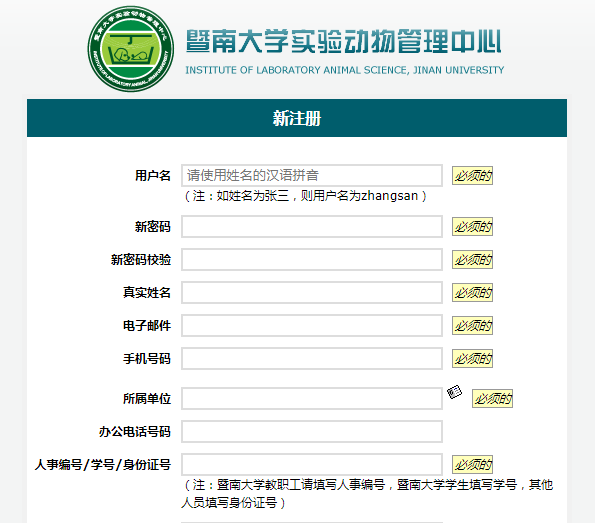 暨南大学实验动物管理中心
INSTITUTE OF LABORATORY ANIMAL SCIENCE, JINAN UNIVERSITY
新注册
用户名 请使用姓名的汉语拼音 必须的
（注：如姓名为张三，则用户名为zhangsan）
新密码 必须的
新密码校验 必须的
真实姓名 必须的
电子邮件 必须的
手机号码 必须的
所属单位 必须的
办公电话号码
人事编号/学号/身份证号 必须的
（注：暨南大学教职工请填写人事编号，暨南大学学生填写学号，其他
人员填写身份证号）